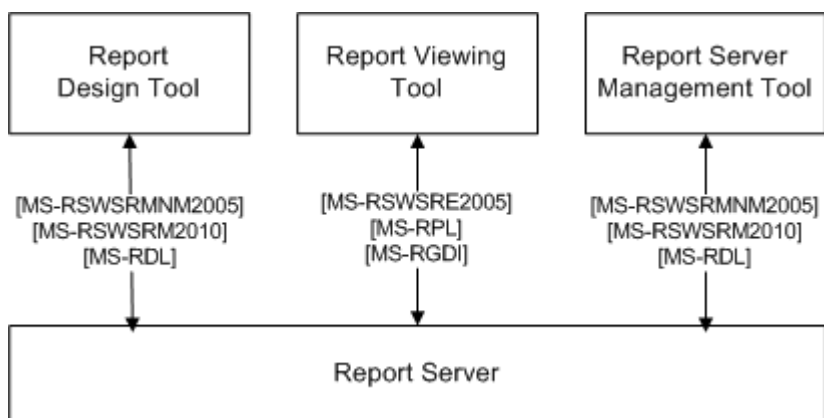 Report
Design Tool
Report Viewing
Tool
Report Server
Management Tool
[MS-RSWSRMNM2005]
[MS-RSWSRM2010]
[MS-RDL]
[MS-RSWSRE2005]
[MS-RPL]
[MS-RGDI]
[MS-RSWSRMNM2005]
[MS-RSWSRM2010]
[MS-RDL]
Report Server